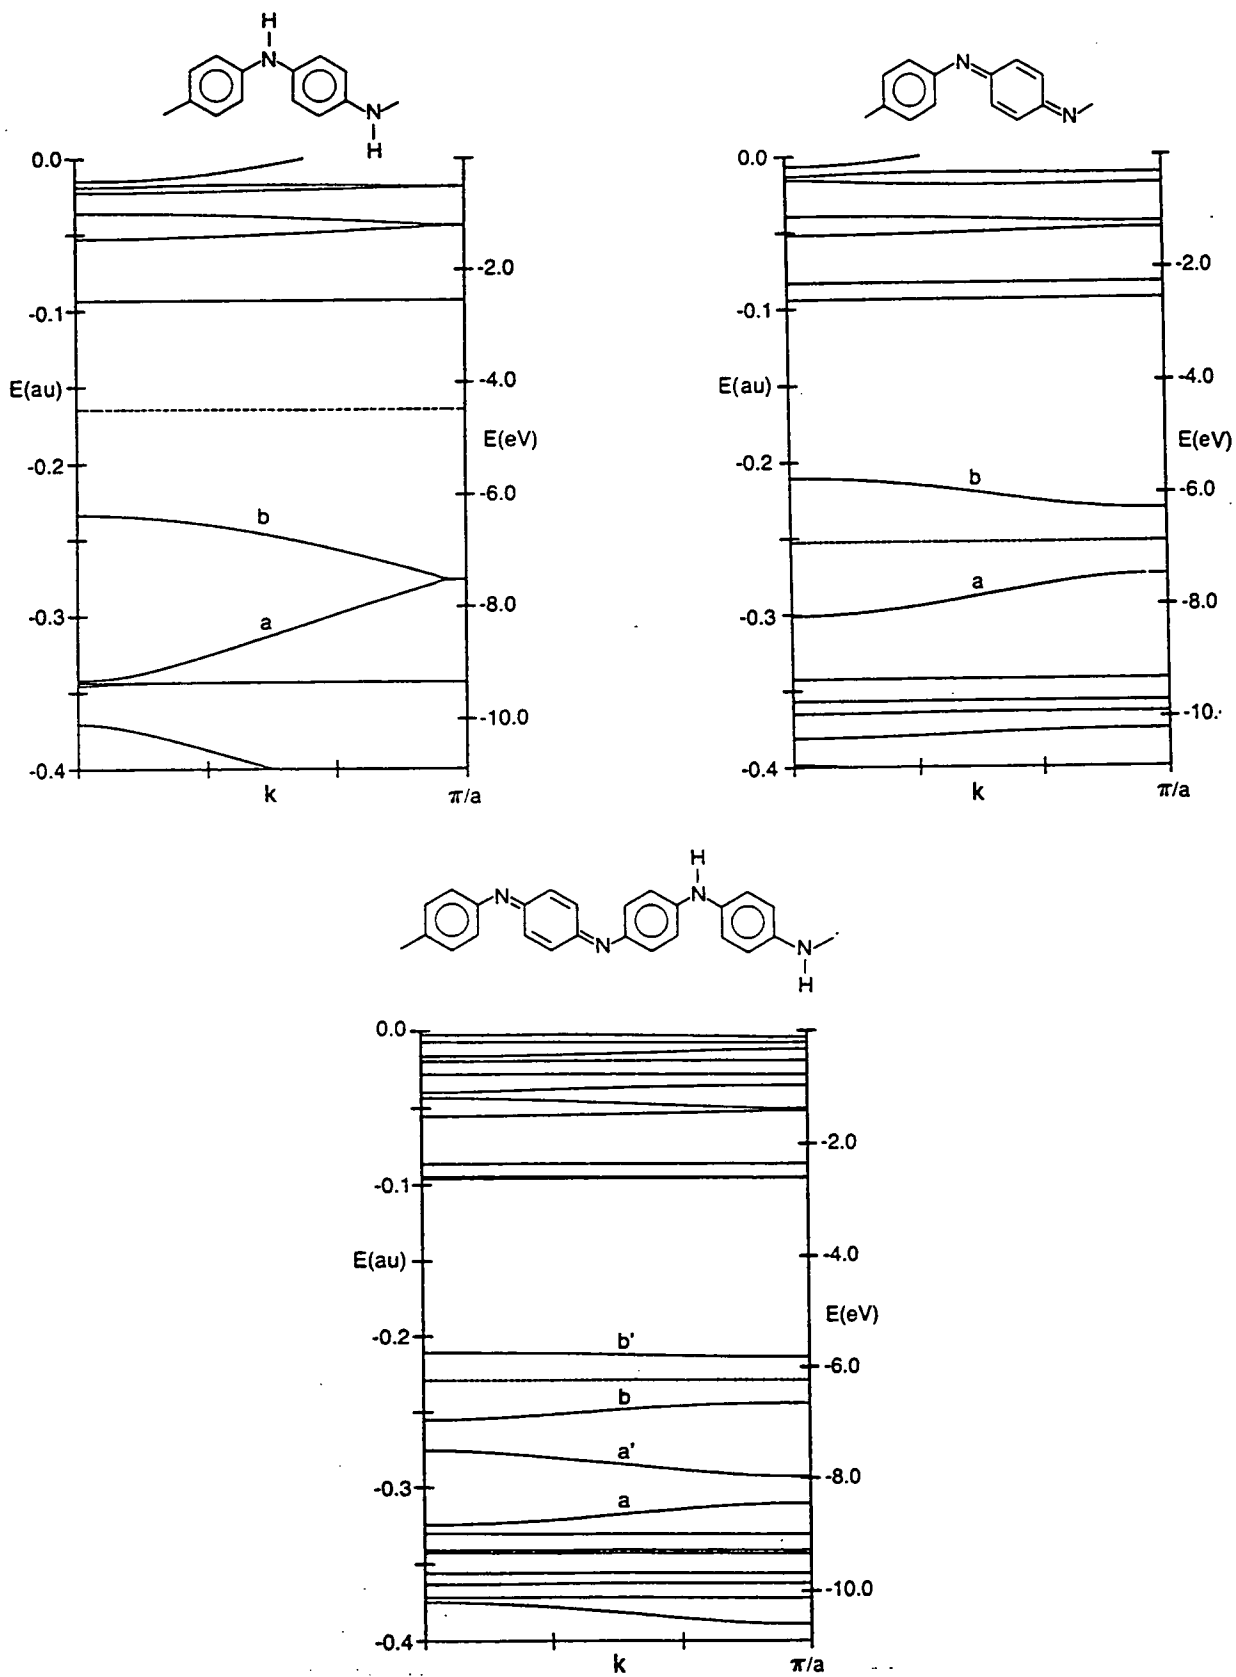 H
N
N
H
N
N
0.0
-0.1
E(au)
-0.2
-0.3
-0.4
-2.0
-4.0
E(eV)
-6.0
-8.0
-10.0
b
a
k
π/a
0.0
-0.1
E(au)
-0.2
-0.3
-0.4
-2.0
-4.0
E(eV)
-6.0
-8.0
-10.
b
a
k
π/a
H
N
N
N
N
H
0.0
-0.1
E(au)
-0.2
-0.3
-0.4
-2.0
-4.0
E(eV)
-6.0
-8.0
-10.0
b'
b
a'
a
k
π/a